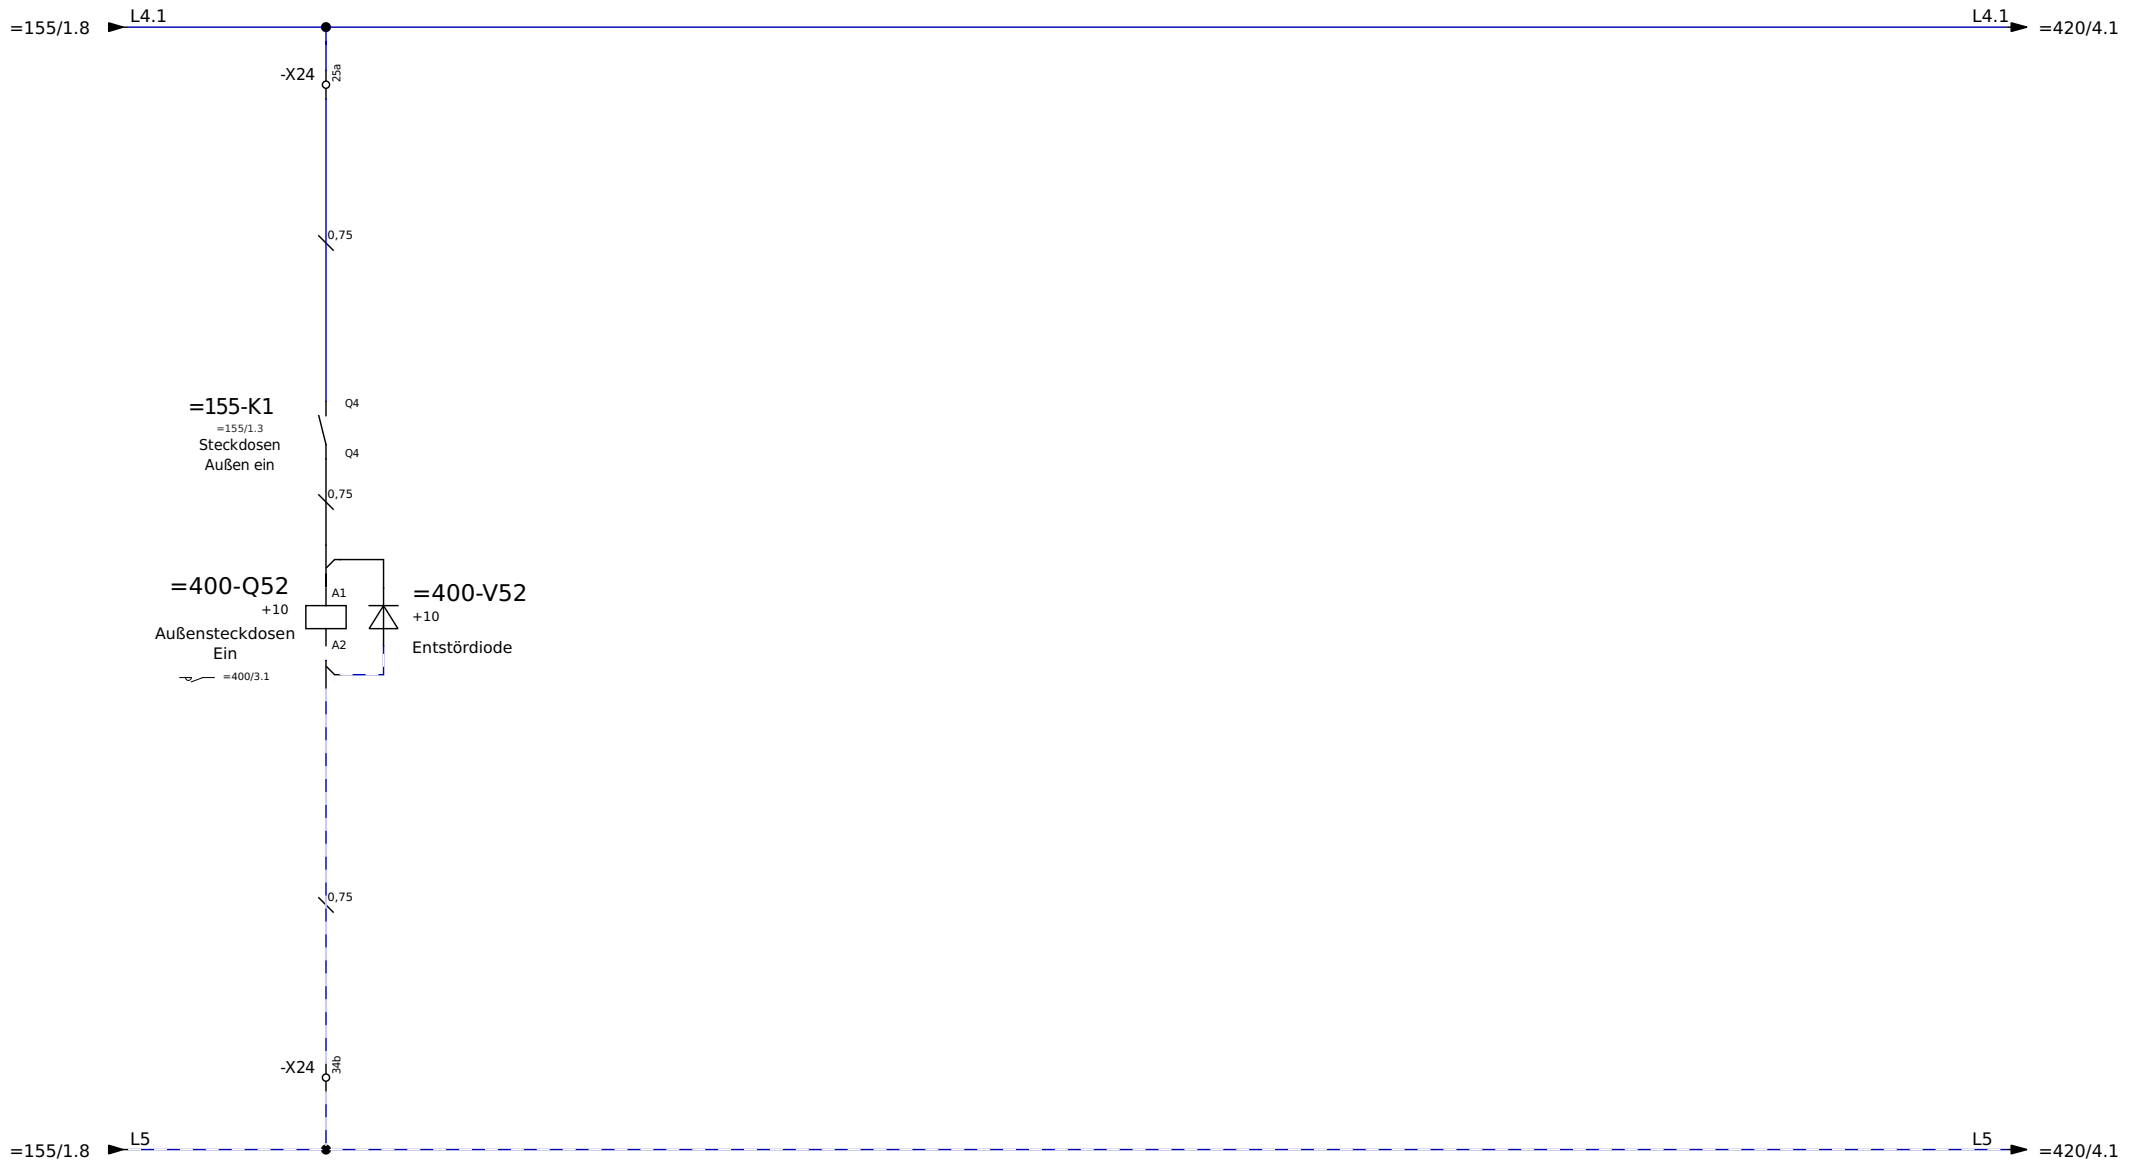 L4.1
L4.1
=155/1.8
=420/4.1
-X24
25a
0,75
=155-K1
Q4
=155/1.3
Steckdosen
Q4
Außen ein
0,75
=400-Q52
A1
=400-V52
+10
+10
Außensteckdosen
A2
Entstördiode
Ein
=400/3.1
0,75
-X24
34b
L5
L5
=155/1.8
=420/4.1